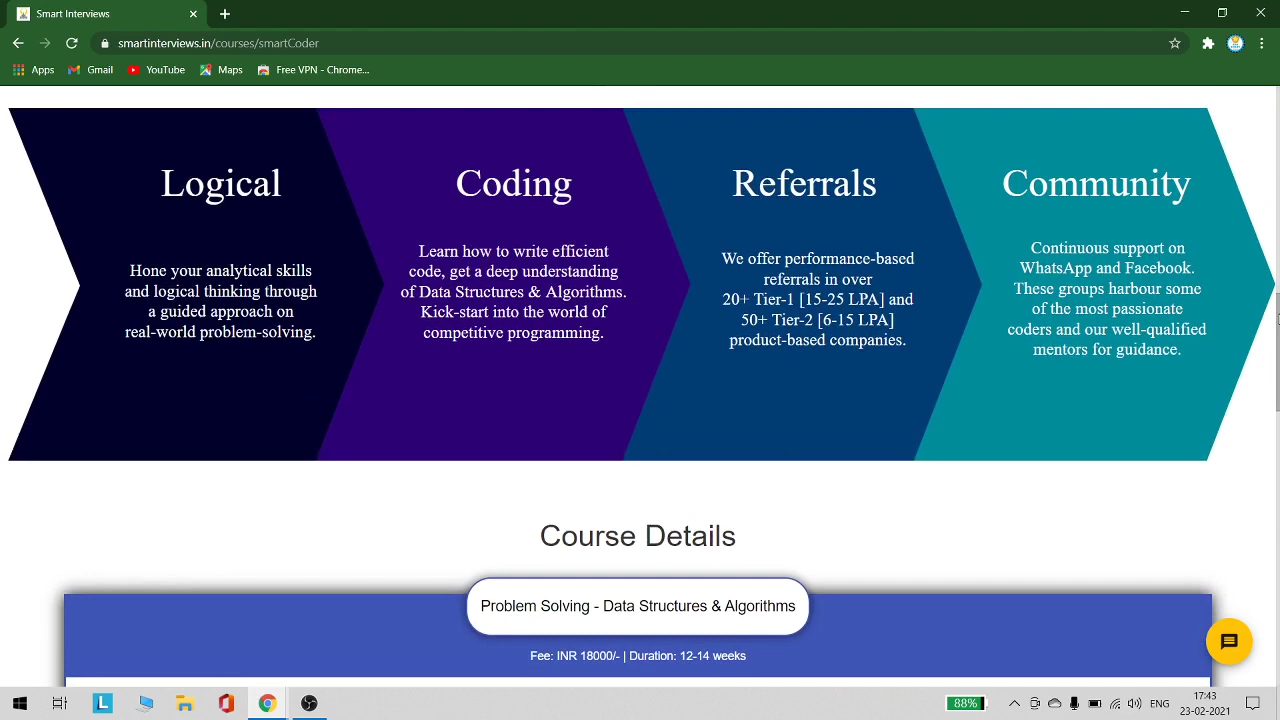 Smart Interviews
smartinterviews.in/courses/smartCoder
Apps
Gmail
YouTube
Maps
Free VPN - Chrome...
Logical
Hone your analytical skills
and logical thinking through
a guided approach on
real-world problem-solving.
Coding
Learn how to write efficient
code, get a deep understanding
of Data Structures & Algorithms.
Kick-start into the world of
competitive programming.
Referrals
We offer performance-based
referrals in over
20+ Tier-1 [15-25 LPA] and
50+ Tier-2 [6-15 LPA]
product-based companies.
Community
Continuous support on
WhatsApp and Facebook.
These groups harbour some
of the most passionate
coders and our well-qualified
mentors for guidance.
Course Details
Problem Solving - Data Structures & Algorithms
Fee: INR 18000/- | Duration: 12-14 weeks
L
88%
ENG
17:43
23-02-2021